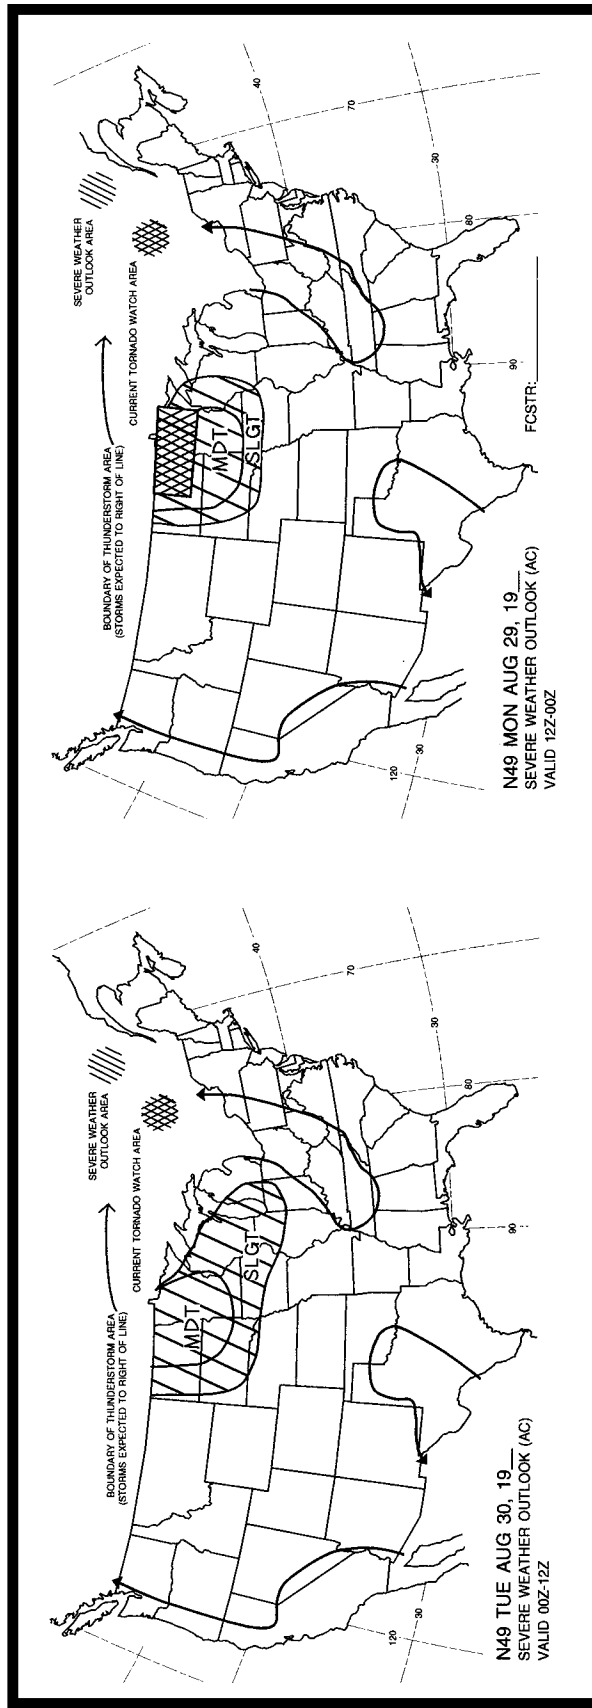 SEVERE WEATHER
OUTLOOK AREA
BOUNDARY OF THUNDERSTORM AREA
(STORMS EXPECTED TO RIGHT OF LINE)
CURRENT TORNADO WATCH AREA
MDT
SLGT
40
70
30
80
90
120
30
N49 TUE AUG 30, 19__
SEVERE WEATHER OUTLOOK (AC)
VALID 00Z-12Z
SEVERE WEATHER
OUTLOOK AREA
BOUNDARY OF THUNDERSTORM AREA
(STORMS EXPECTED TO RIGHT OF LINE)
CURRENT TORNADO WATCH AREA
MDT
SLGT
40
70
30
80
90
120
30
FCSTR:________
N49 MON AUG 29, 19__
SEVERE WEATHER OUTLOOK (AC)
VALID 12Z-00Z